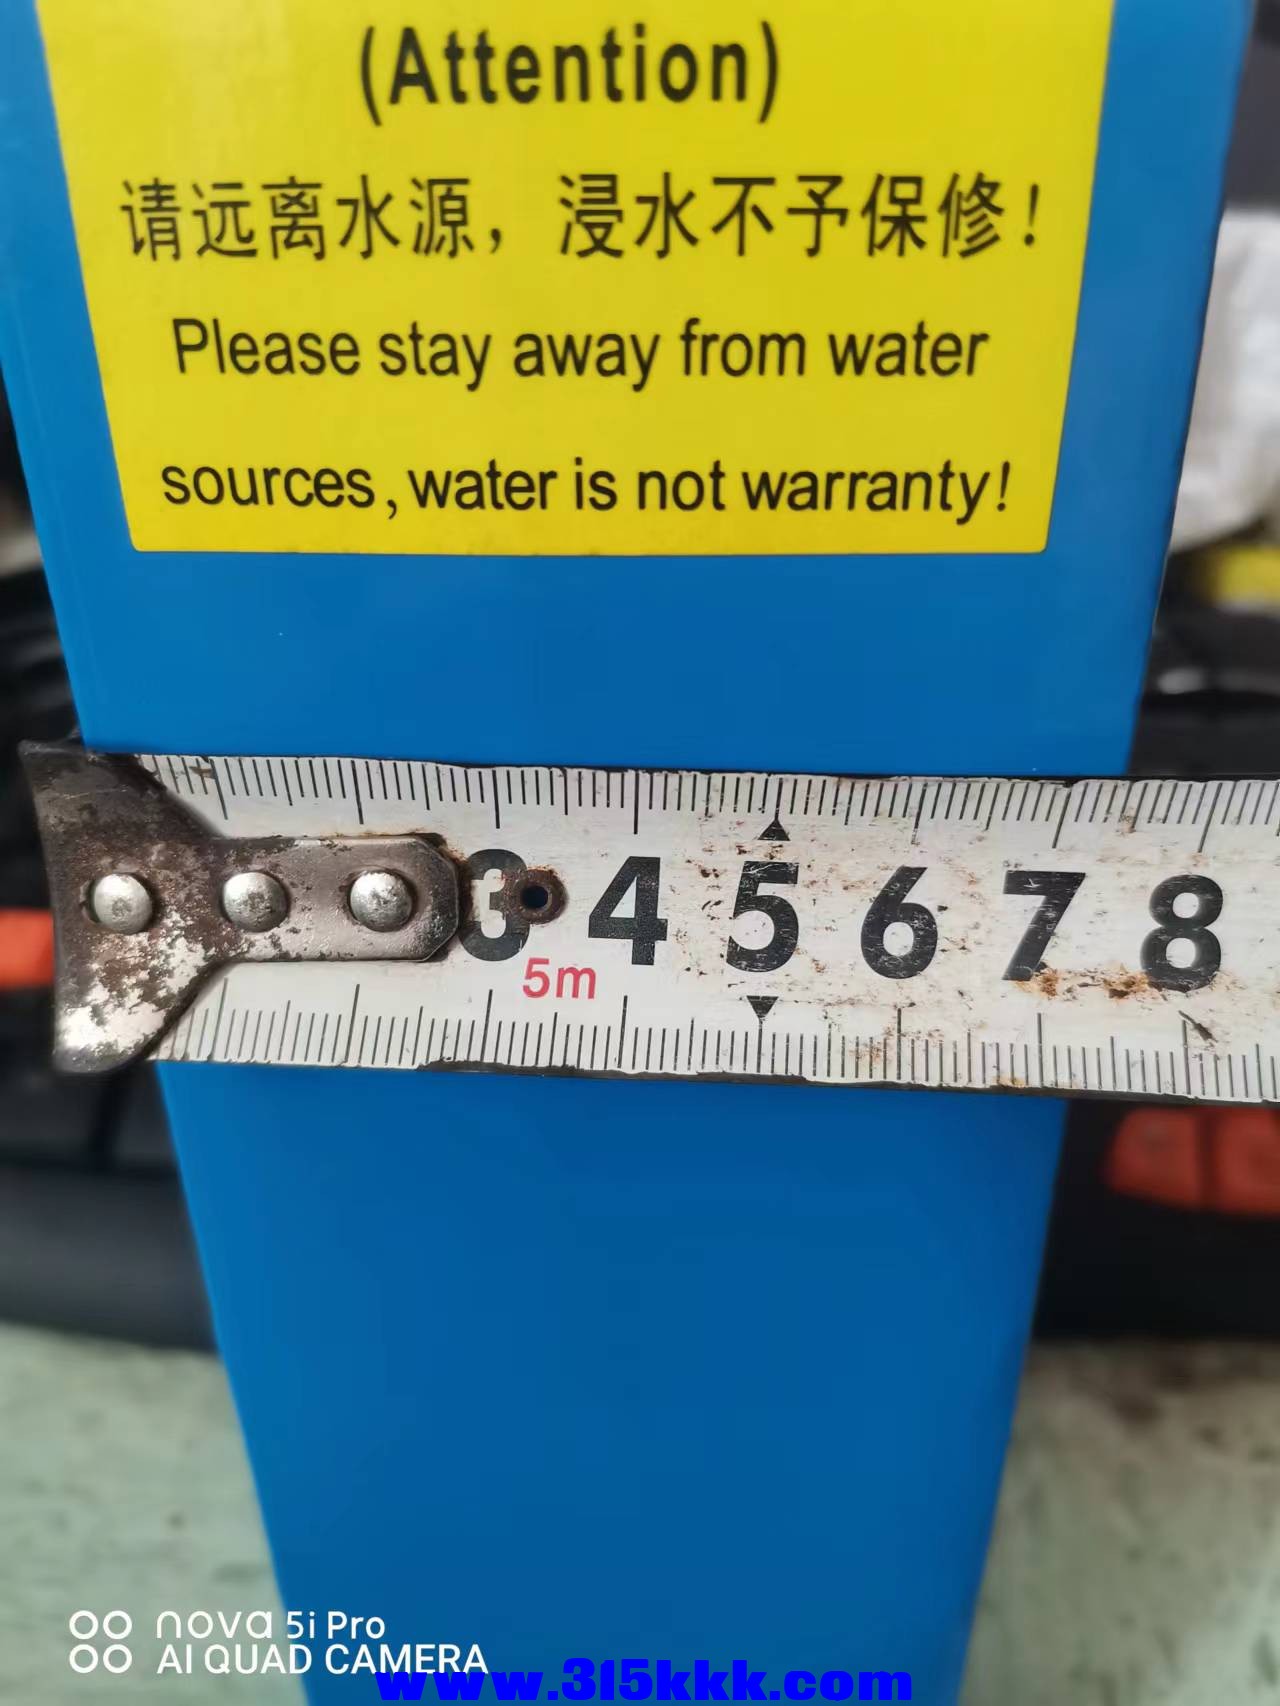 (Attention)
请远离水源，浸水不予保修！
Please stay away from water
sources, water is not warranty!
3 4 5 6 7 8
5m
nova 5i Pro
AI QUAD CAMERA
www.315kkk.com